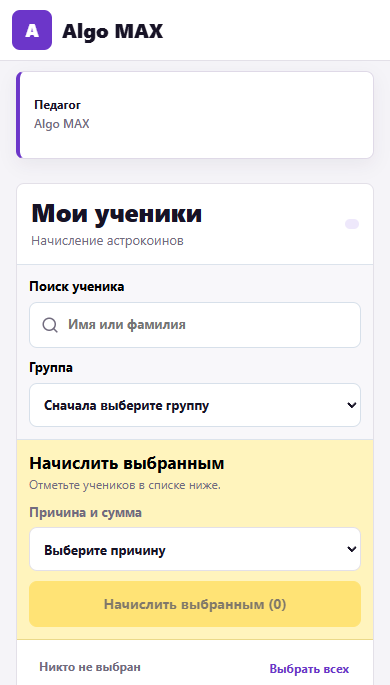 A
Algo MAX
Педагог
Algo MAX
Мои ученики
Начисление астрокоинов
Поиск ученика
Имя или фамилия
Группа
Сначала выберите группу
Начислить выбранным
Отметьте учеников в списке ниже.
Причина и сумма
Выберите причину
Начислить выбранным (0)
Никто не выбран
Выбрать всех